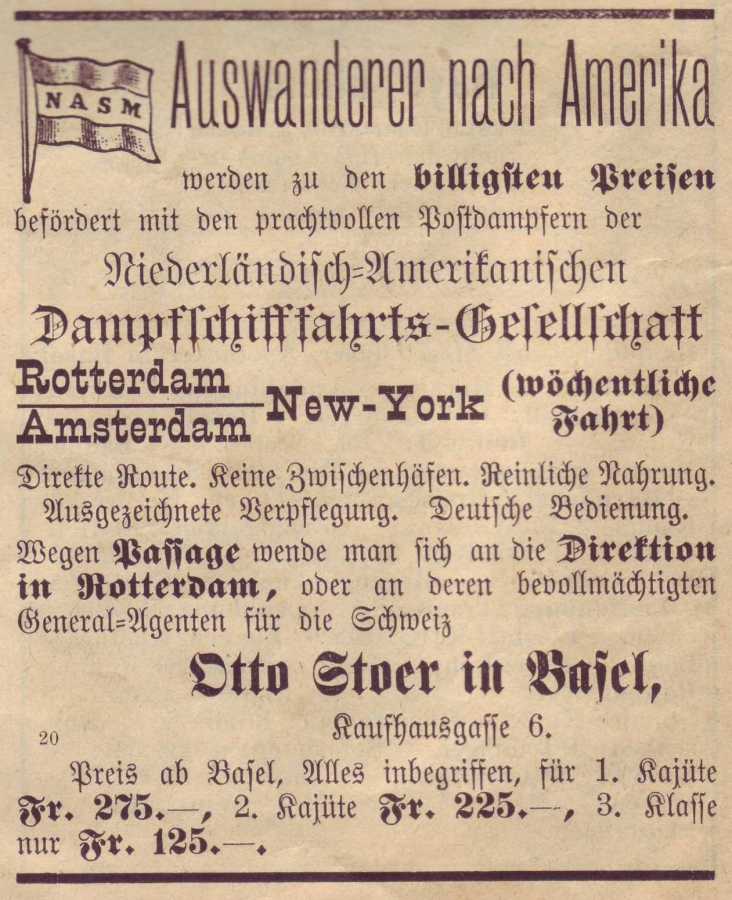 NASM
Auswanderer nach Amerika
werden zu den billigsten Preisen
befördert mit den prachtvollen Postdampfern der
Niederländisch-Amerikanischen
Dampfschifffahrts-Gesellschaft
Rotterdam
Amsterdam
New-York
(wöchentliche
Fahrt)
Direkte Route. Keine Zwischenhäfen. Reinliche Nahrung.
Ausgezeichnete Verpflegung. Deutsche Bedienung.
Wegen Passage wende man sich an die Direktion
in Rotterdam, oder an deren bevollmächtigten
General-Agenten für die Schweiz
Otto Stoer in Basel,
Kaufhausgasse 6.
20
Preis ab Basel, Alles inbegriffen, für 1. Kajüte
Fr. 275.—, 2. Kajüte Fr. 225.—, 3. Klasse
nur Fr. 125.—.